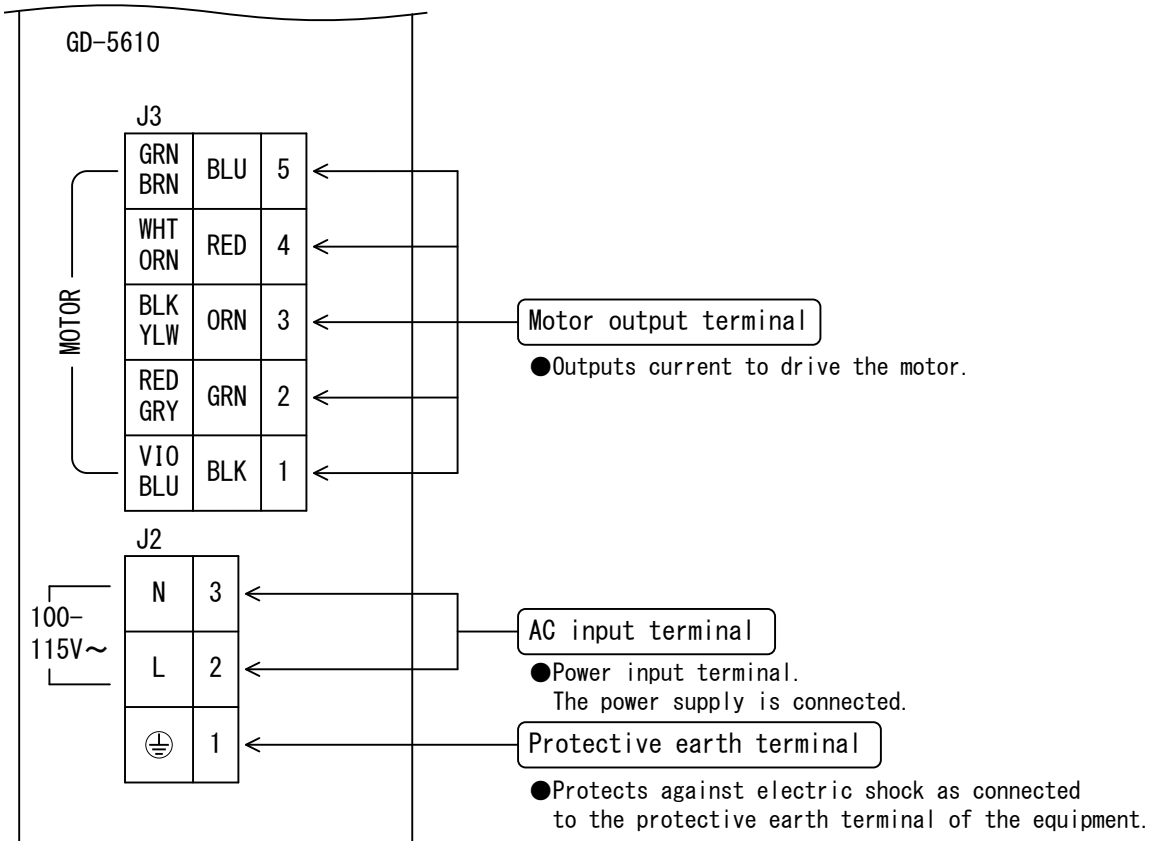 GD-5610
J3
GRN BRN BLU 5
WHT ORN RED 4
BLK YLW ORN 3
RED GRY GRN 2
VIO BLU BLK 1
MOTOR
Motor output terminal
●Outputs current to drive the motor.
J2
N 3
L 2
1
100-
115V～
AC input terminal
●Power input terminal.
The power supply is connected.
Protective earth terminal
●Protects against electric shock as connected
to the protective earth terminal of the equipment.